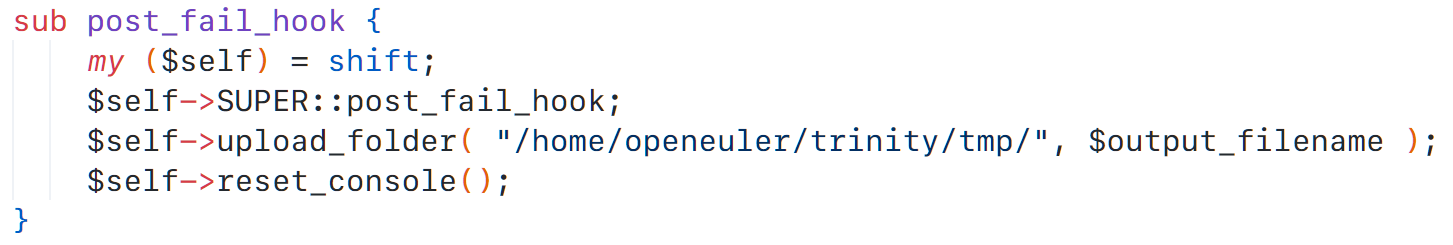 sub post_fail_hook {
    my ($self) = shift;
    $self->SUPER::post_fail_hook;
    $self->upload_folder( "/home/openeuler/trinity/tmp/", $output_filename );
    $self->reset_console();
}